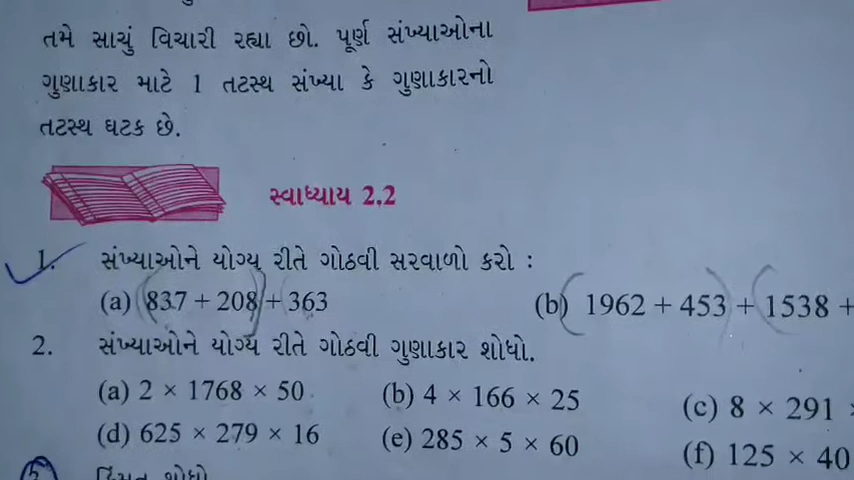 તમે સાચું વિચારી રહ્યા છો. પૂર્ણ સંખ્યાઓના
ગુણાકાર માટે 1 તટસ્થ સંખ્યા કે ગુણાકારનો
તટસ્થ ઘટક છે.
સ્વાધ્યાય 2.2
1. સંખ્યાઓને યોગ્ય રીતે ગોઠવી સરવાળો કરો :
(a) 837 + 208 + 363 (b) 1962 + 453 + 1538 +
2. સંખ્યાઓને યોગ્ય રીતે ગોઠવી ગુણાકાર શોધો.
(a) 2 × 1768 × 50 (b) 4 × 166 × 25 (c) 8 × 291 ×
(d) 625 × 279 × 16 (e) 285 × 5 × 60 (f) 125 × 40